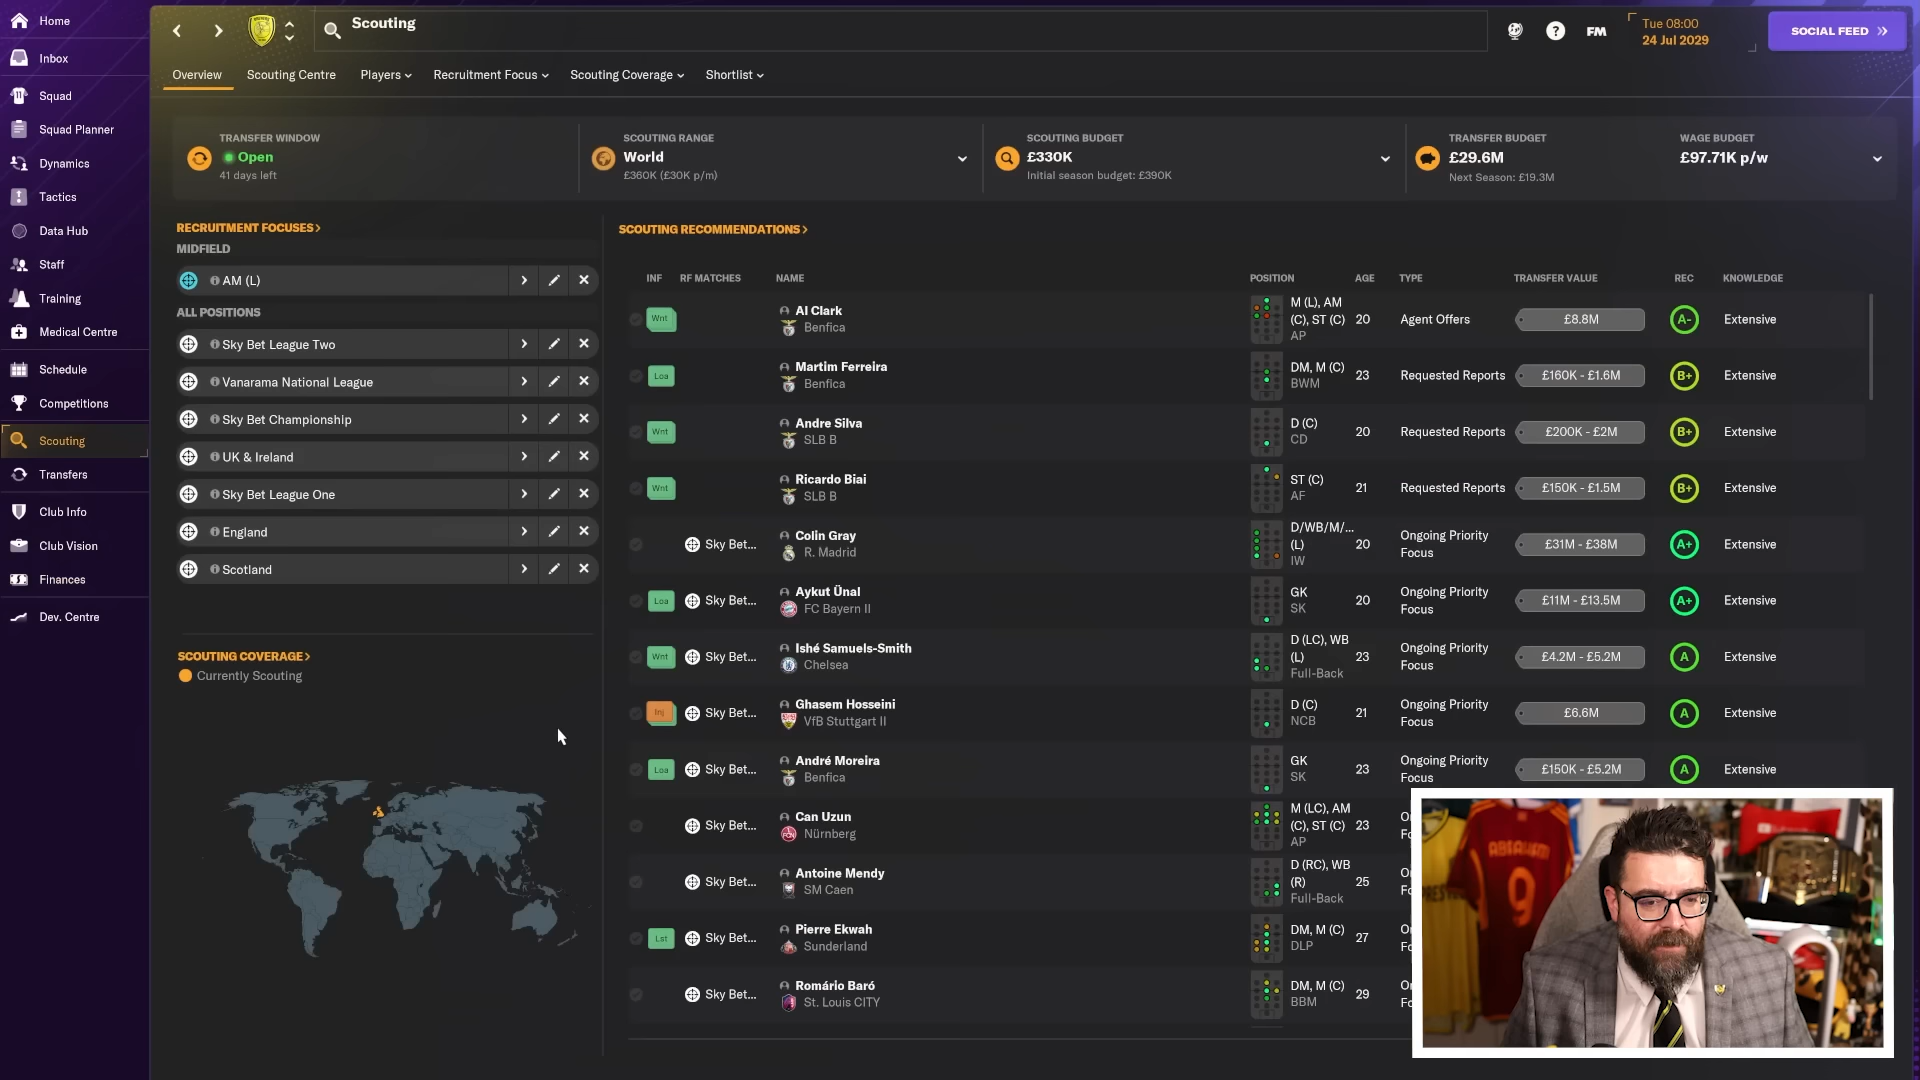 Home
Inbox
Squad
Squad Planner
Dynamics
Tactics
Data Hub
Staff
Training
Medical Centre
Schedule
Competitions
Scouting
Transfers
Club Info
Club Vision
Finances
Dev. Centre
Scouting
FM
Tue 08:00
24 Jul 2029
SOCIAL FEED
Overview Scouting Centre Players Recruitment Focus Scouting Coverage Shortlist
TRANSFER WINDOW
Open
41 days left
SCOUTING RANGE
World
£360K (£30K p/m)
SCOUTING BUDGET
£330K
Initial season budget: £390K
TRANSFER BUDGET
£29.6M
Next Season: £19.3M
WAGE BUDGET
£97.71K p/w
RECRUITMENT FOCUSES
MIDFIELD
AM (L)
ALL POSITIONS
Sky Bet League Two
Vanarama National League
Sky Bet Championship
UK & Ireland
Sky Bet League One
England
Scotland
SCOUTING COVERAGE
Currently Scouting
SCOUTING RECOMMENDATIONS
INF RF MATCHES NAME POSITION AGE TYPE TRANSFER VALUE REC KNOWLEDGE
Wnt Al Clark Benfica M (L), AM (C), ST (C) AP 20 Agent Offers £8.8M A- Extensive
Loa Martim Ferreira Benfica DM, M (C) BWM 23 Requested Reports £160K - £1.6M B+ Extensive
Wnt Andre Silva SLB B D (C) CD 20 Requested Reports £200K - £2M B+ Extensive
Wnt Ricardo Biai SLB B ST (C) AF 21 Requested Reports £150K - £1.5M B+ Extensive
Sky Bet... Colin Gray R. Madrid D/WB/M/... (L) IW 20 Ongoing Priority Focus £31M - £38M A+ Extensive
Loa Sky Bet... Aykut Ünal FC Bayern II GK SK 20 Ongoing Priority Focus £11M - £13.5M A+ Extensive
Wnt Sky Bet... Ishé Samuels-Smith Chelsea D (LC), WB (L) Full-Back 23 Ongoing Priority Focus £4.2M - £5.2M A Extensive
Inj Sky Bet... Ghasem Hosseini VfB Stuttgart II D (C) NCB 21 Ongoing Priority Focus £6.6M A Extensive
Loa Sky Bet... André Moreira Benfica GK SK 23 Ongoing Priority Focus £150K - £5.2M A Extensive
Sky Bet... Can Uzun Nürnberg M (LC), AM (C), ST (C) AP 23
Sky Bet... Antoine Mendy SM Caen D (RC), WB (R) Full-Back 25
Lst Sky Bet... Pierre Ekwah Sunderland DM, M (C) DLP 27
Sky Bet... Romário Baró St. Louis CITY DM, M (C) BBM 29
ABRAHAM
9